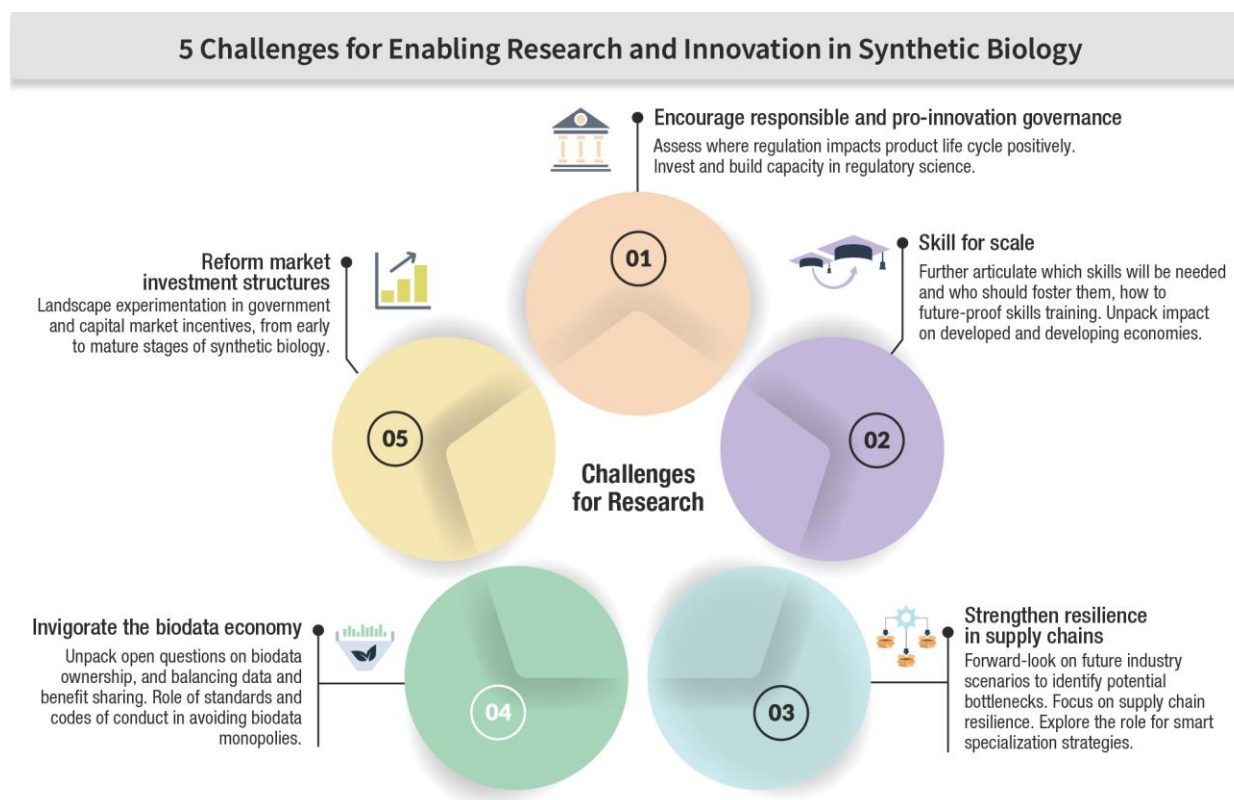 5 Challenges for Enabling Research and Innovation in Synthetic Biology
Encourage responsible and pro-innovation governance
Assess where regulation impacts product life cycle positively.
Invest and build capacity in regulatory science.
01
Skill for scale
Further articulate which skills will be needed
and who should foster them, how to
future-proof skills training. Unpack impact
on developed and developing economies.
02
Strengthen resilience
in supply chains
Forward-look on future industry
scenarios to identify potential
bottlenecks. Focus on supply chain
resilience. Explore the role for smart
specialization strategies.
03
Invigorate the biodata economy
Unpack open questions on biodata
ownership, and balancing data and
benefit sharing. Role of standards and
codes of conduct in avoiding biodata
monopolies.
04
Reform market
investment structures
Landscape experimentation in government
and capital market incentives, from early
to mature stages of synthetic biology.
05
Challenges
for Research